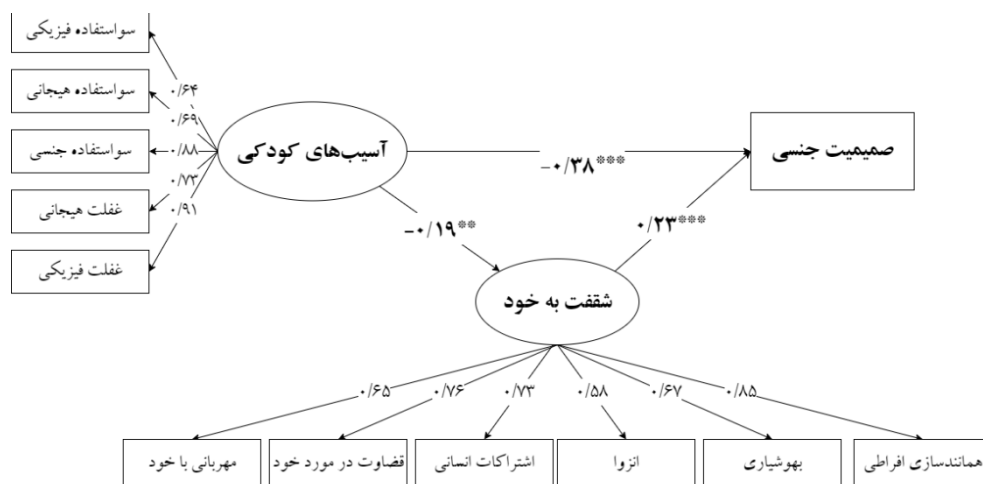 سواستفاده فیزیکی
سواستفاده هیجانی
سواستفاده جنسی
غفلت هیجانی
غفلت فیزیکی
۰/۶۴
۰/۶۹
۰/۸۸
۰/۷۳
۰/۹۱
آسیب‌های کودکی
-۰/۳۸***
صمیمیت جنسی
-۰/۱۹**
۰/۲۳***
شقفت به خود
۰/۶۵
۰/۷۶
۰/۷۳
۰/۵۸
۰/۶۷
۰/۸۵
مهربانی با خود
قضاوت در مورد خود
اشتراکات انسانی
انزوا
بهوشیاری
همانندسازی افراطی